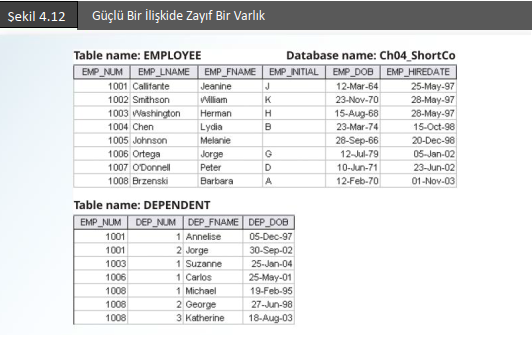 Şekil 4.12 Güçlü Bir İlişkide Zayıf Bir Varlık
Table name: EMPLOYEE Database name: Ch04_ShortCo
EMP_NUM EMP_LNAME EMP_FNAME EMP_INITIAL EMP_DOB EMP_HIREDATE
1001 Callifante Jeanine J 12-Mar-64 25-May-97
1002 Smithson William K 23-Nov-70 28-May-97
1003 Washington Herman H 15-Aug-68 28-May-97
1004 Chen Lydia B 23-Mar-74 15-Oct-98
1005 Johnson Melanie 28-Sep-66 20-Dec-98
1006 Ortega Jorge G 12-Jul-79 05-Jan-02
1007 O'Donnell Peter D 10-Jun-71 23-Jun-02
1008 Brzenski Barbara A 12-Feb-70 01-Nov-03
Table name: DEPENDENT
EMP_NUM DEP_NUM DEP_FNAME DEP_DOB
1001 1 Annelise 05-Dec-97
1001 2 Jorge 30-Sep-02
1003 1 Suzanne 25-Jan-04
1006 1 Carlos 25-May-01
1008 1 Michael 19-Feb-95
1008 2 George 27-Jun-98
1008 3 Katherine 18-Aug-03